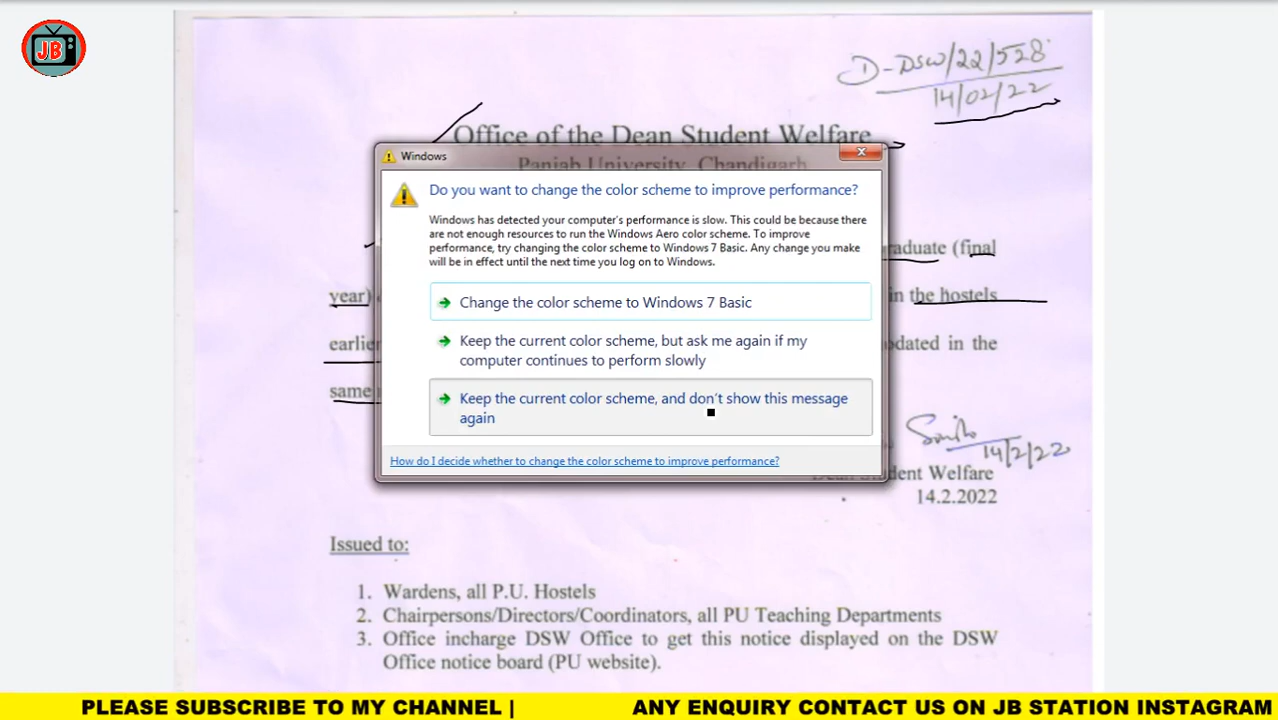 JB
D-DSW/22/528
14/02/22
Office of the Dean Student Welfare
Panjab University, Chandigarh
Windows
Do you want to change the color scheme to improve performance?
Windows has detected your computer's performance is slow. This could be because there
are not enough resources to run the Windows Aero color scheme. To improve
performance, try changing the color scheme to Windows 7 Basic. Any change you make
will be in effect until the next time you log on to Windows.
Change the color scheme to Windows 7 Basic
Keep the current color scheme, but ask me again if my
computer continues to perform slowly
Keep the current color scheme, and don't show this message
again
How do I decide whether to change the color scheme to improve performance?
(final
year) in the hostels
earlier in the
same
14/2/22
Dean Student Welfare
14.2.2022
Issued to:
1. Wardens, all P.U. Hostels
2. Chairpersons/Directors/Coordinators, all PU Teaching Departments
3. Office incharge DSW Office to get this notice displayed on the DSW
Office notice board (PU website).
PLEASE SUBSCRIBE TO MY CHANNEL | ANY ENQUIRY CONTACT US ON JB STATION INSTAGRAM